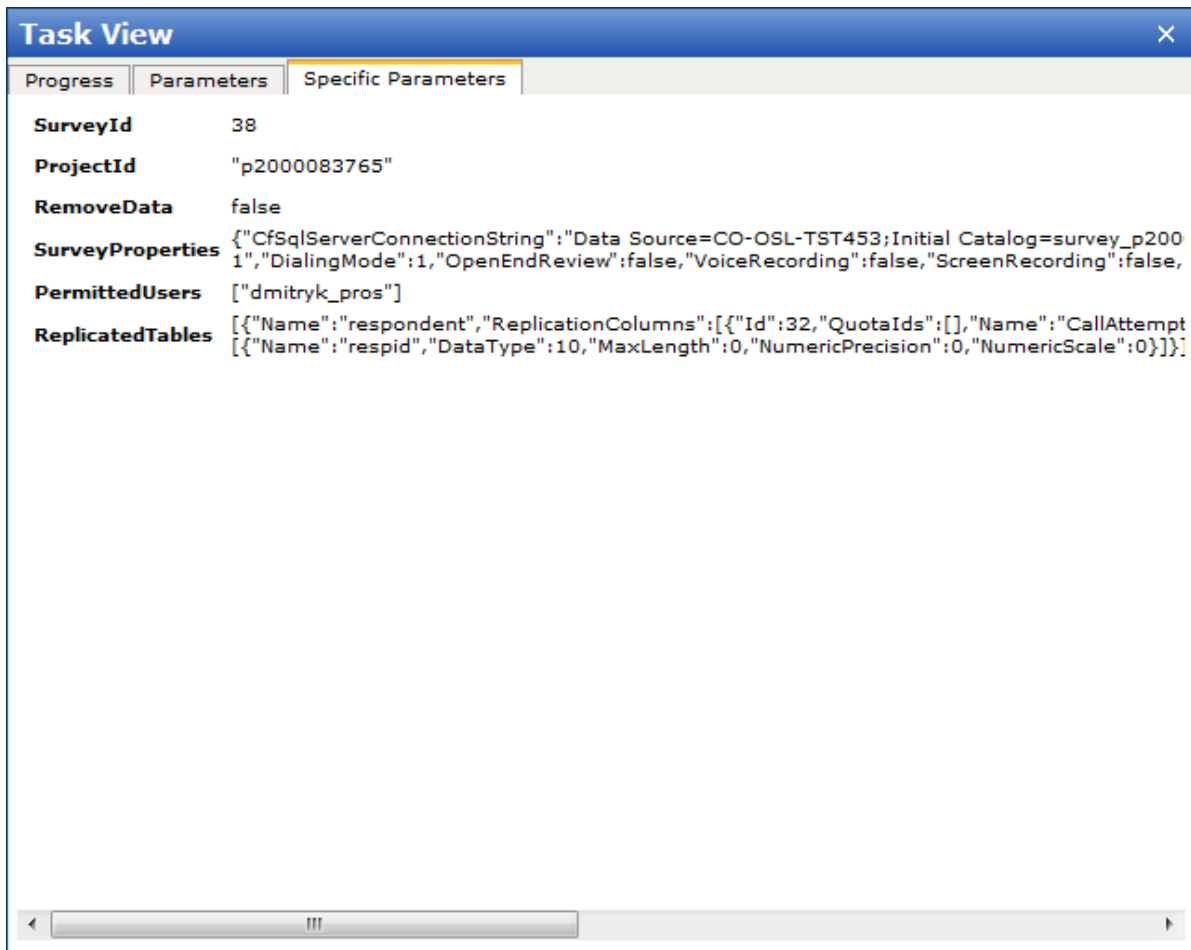 Task View
Progress Parameters Specific Parameters
SurveyId 38
ProjectId "p2000083765"
RemoveData false
SurveyProperties {"CfSqlServerConnectionString":"Data Source=CO-OSL-TST453;Initial Catalog=survey_p200
1","DialingMode":1,"OpenEndReview":false,"VoiceRecording":false,"ScreenRecording":false,
PermittedUsers ["dmitryk_pros"]
ReplicatedTables [{"Name":"respondent","ReplicationColumns":[{"Id":32,"QuotaIds":[],"Name":"CallAttempt
[{"Name":"respid","DataType":10,"MaxLength":0,"NumericPrecision":0,"NumericScale":0}]}]